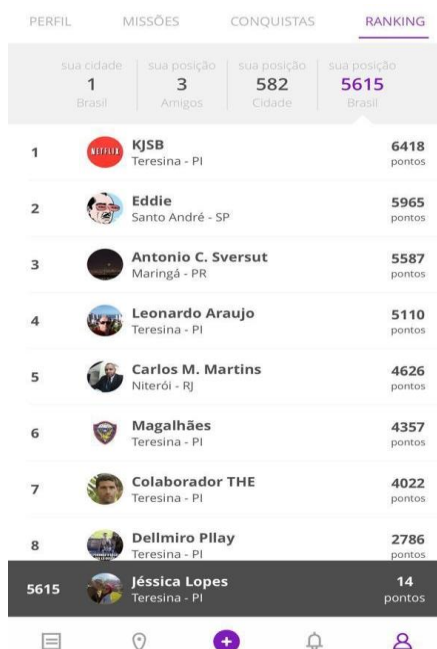 PERFIL MISSÕES CONQUISTAS RANKING
sua cidade sua posição sua posição sua posição
1 3 582 5615
Brasil Amigos Cidade Brasil
1 NETFLIX KJSB 6418
Teresina - PI pontos
2 Eddie 5965
Santo André - SP pontos
3 Antonio C. Sversut 5587
Maringá - PR pontos
4 Leonardo Araujo 5110
Teresina - PI pontos
5 Carlos M. Martins 4626
Niterói - RJ pontos
6 Magalhães 4357
Teresina - PI pontos
7 Colaborador THE 4022
Teresina - PI pontos
8 Dellmiro Pllay 2786
Teresina - PI pontos
5615 Jéssica Lopes 14
Teresina - PI pontos